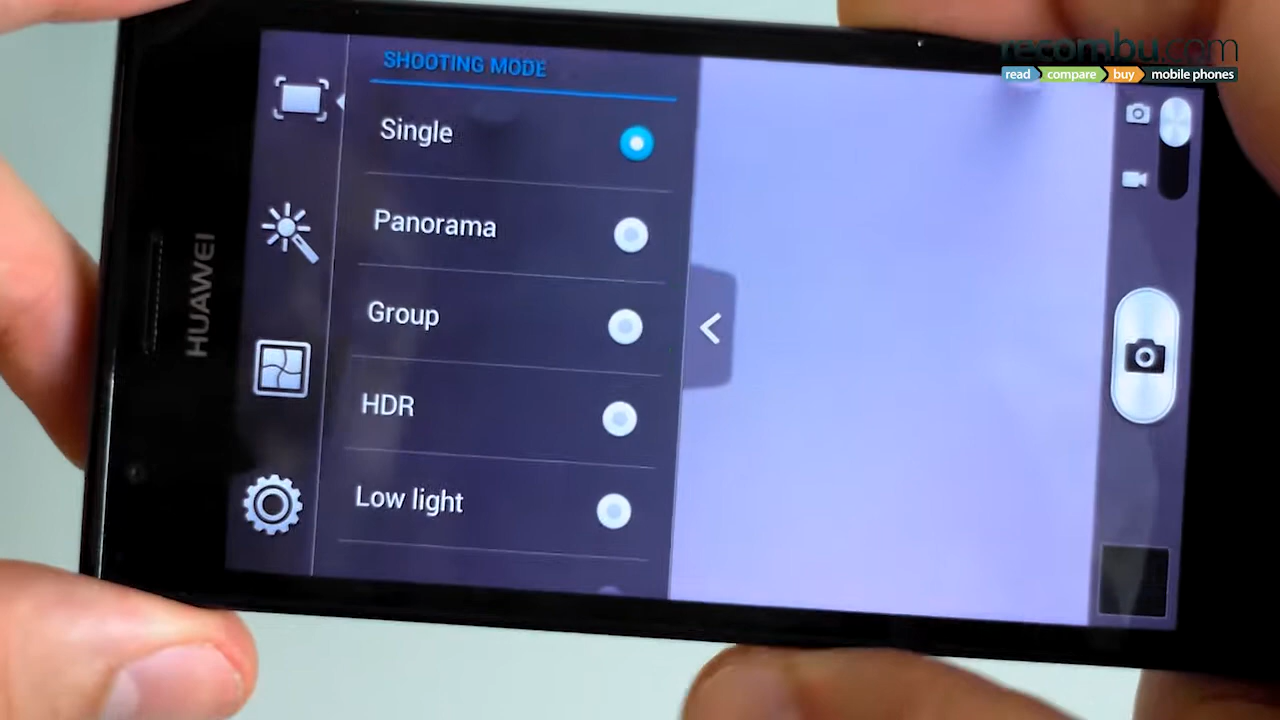 recombu.com
read compare buy mobile phones
SHOOTING MODE
Single
Panorama
Group
HDR
Low light
HUAWEI